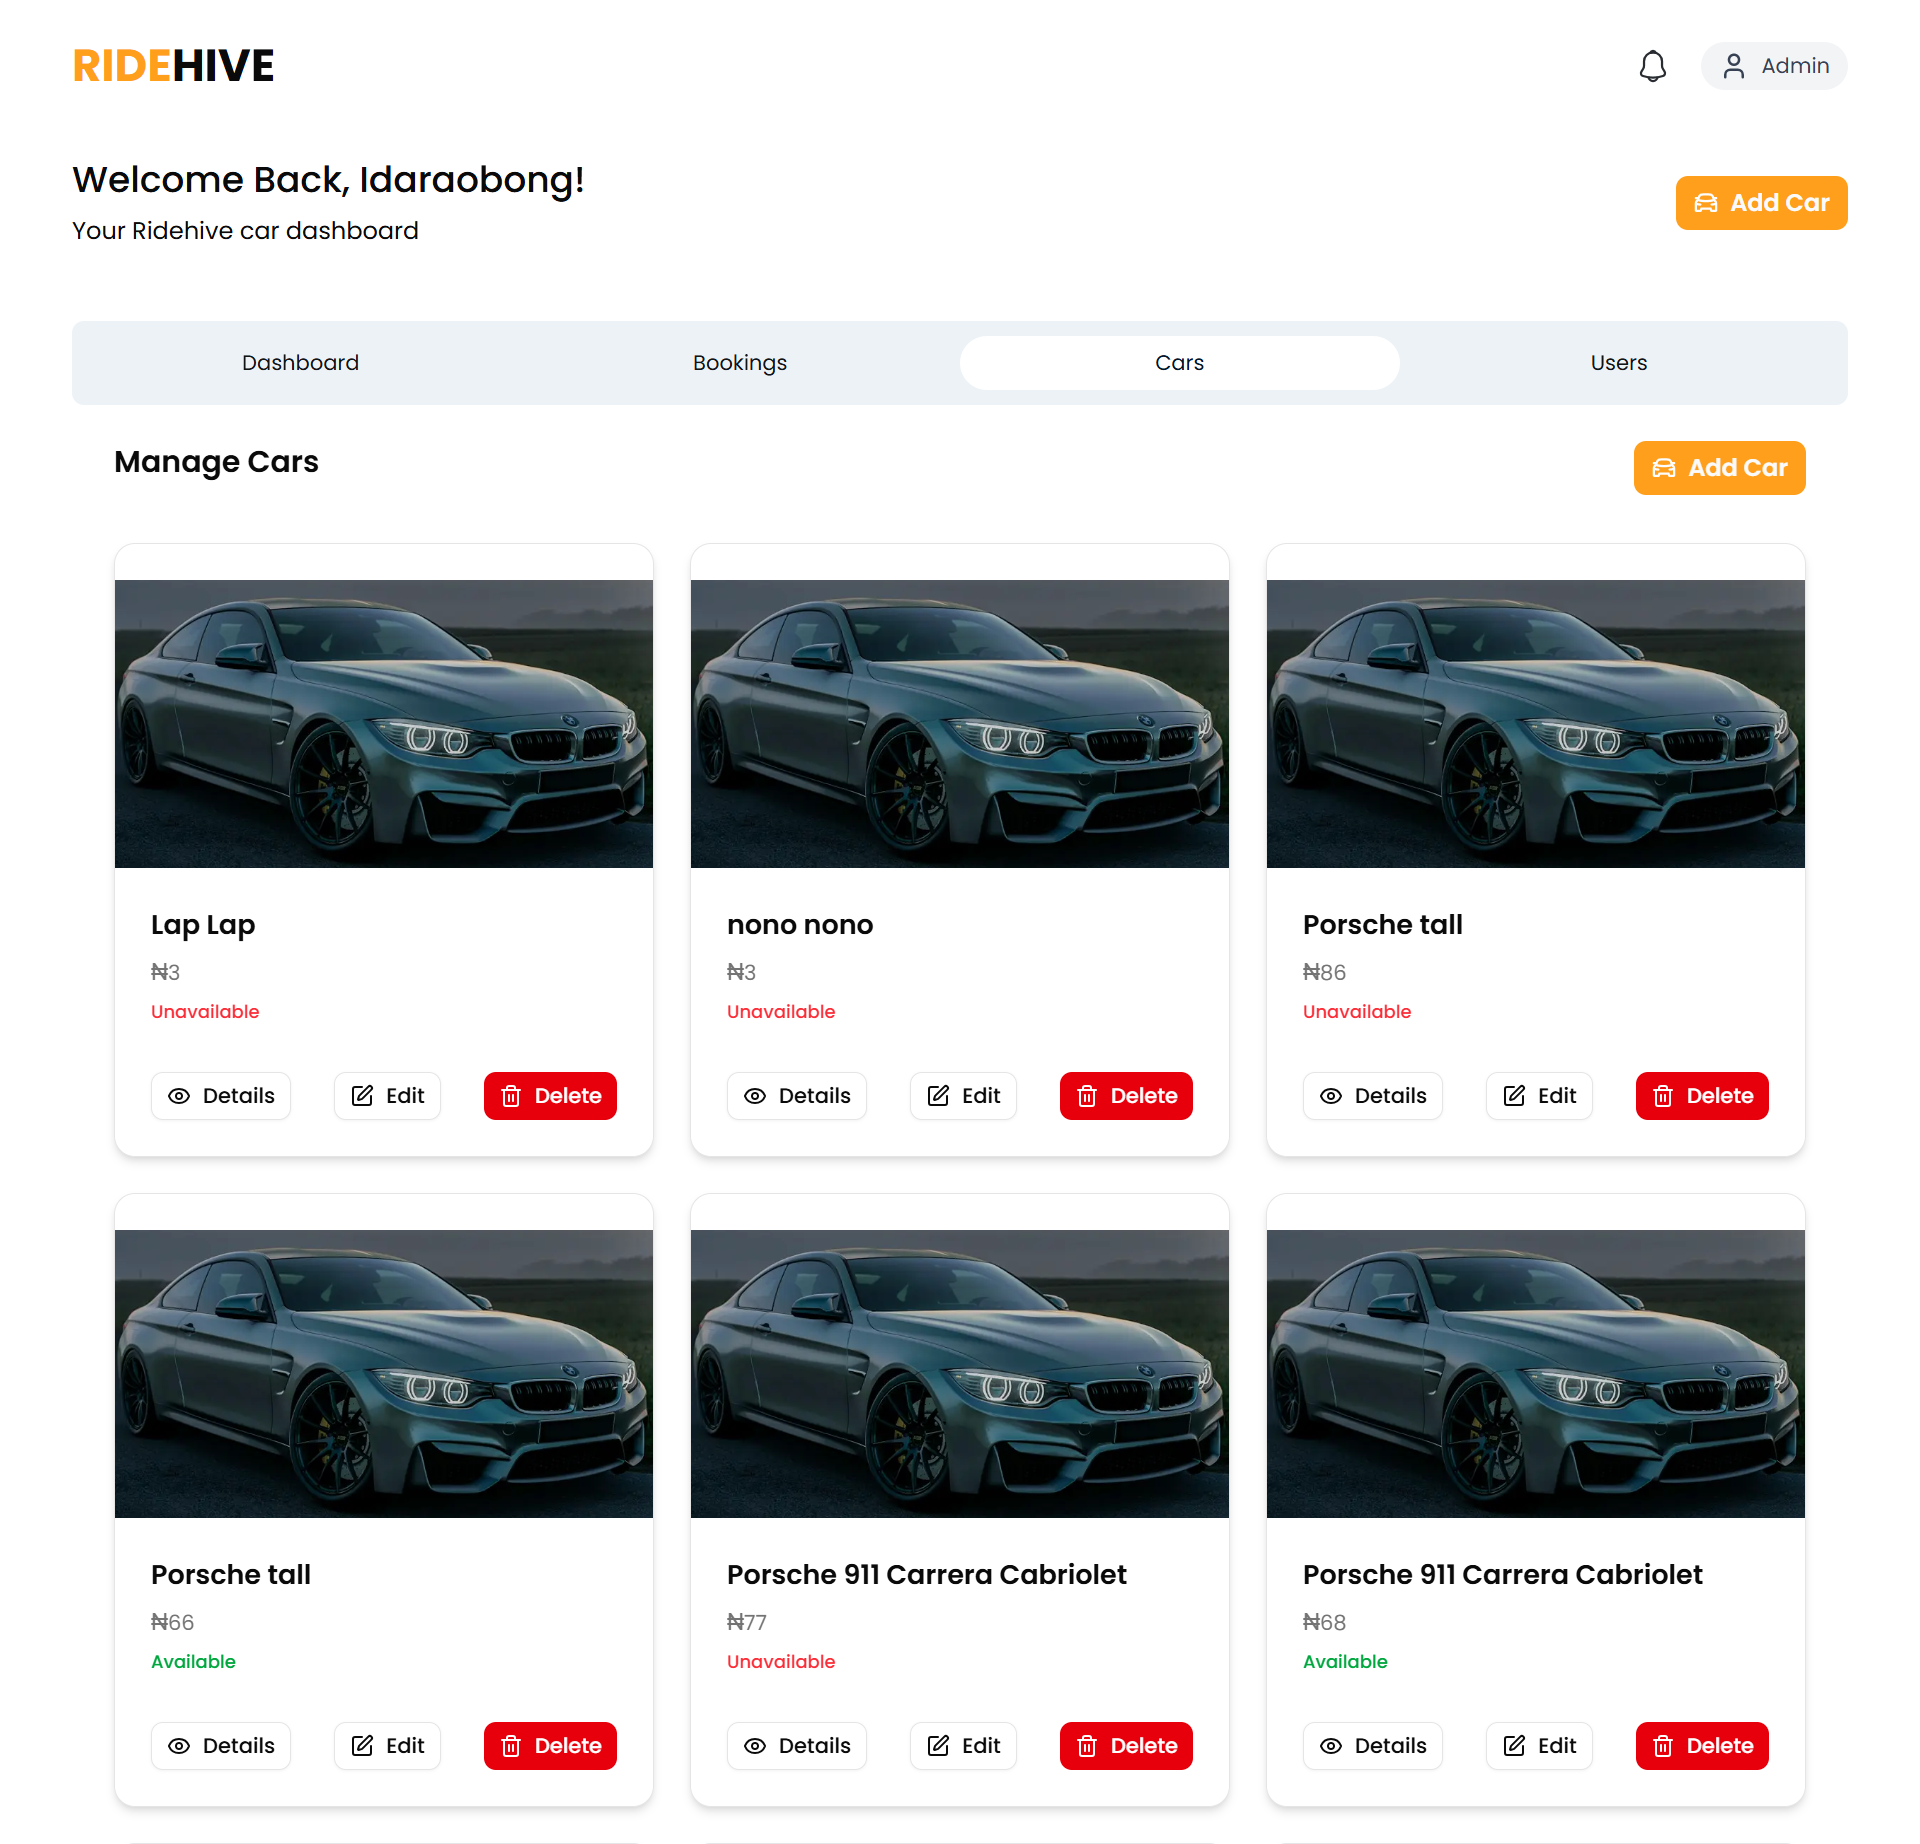 RIDEHIVE
Admin
Welcome Back, Idaraobong!
Your Ridehive car dashboard
Add Car
Dashboard
Bookings
Cars
Users
Manage Cars
Add Car
Lap Lap
₦3
Unavailable
Details
Edit
Delete
nono nono
₦3
Unavailable
Details
Edit
Delete
Porsche tall
₦86
Unavailable
Details
Edit
Delete
Porsche tall
₦66
Available
Details
Edit
Delete
Porsche 911 Carrera Cabriolet
₦77
Unavailable
Details
Edit
Delete
Porsche 911 Carrera Cabriolet
₦68
Available
Details
Edit
Delete